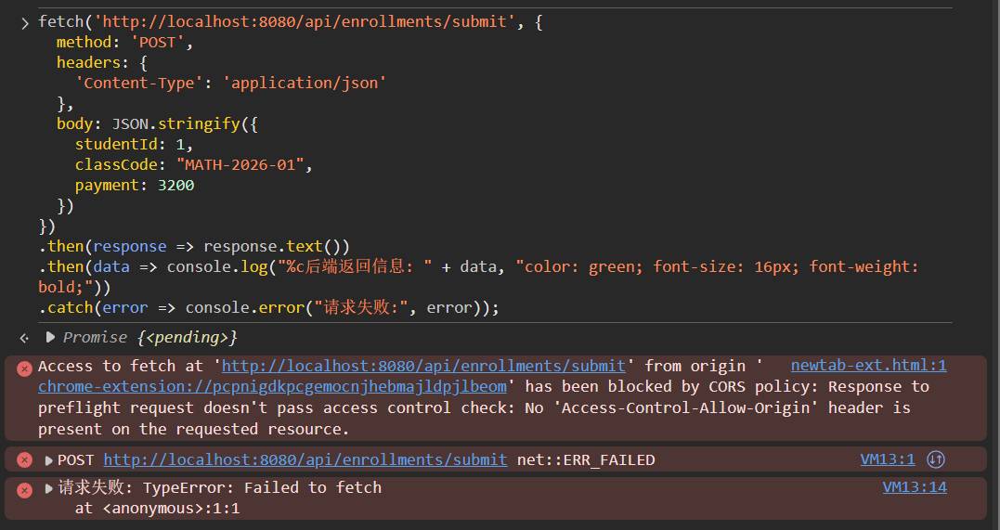 fetch('http://localhost:8080/api/enrollments/submit', {
method: 'POST',
headers: {
'Content-Type': 'application/json'
},
body: JSON.stringify({
studentId: 1,
classCode: "MATH-2026-01",
payment: 3200
})
})
.then(response => response.text())
.then(data => console.log("%c后端返回信息: " + data, "color: green; font-size: 16px; font-weight:
bold;"))
.catch(error => console.error("请求失败:", error));
Promise {<pending>}
Access to fetch at 'http://localhost:8080/api/enrollments/submit' from origin ' newtab-ext.html:1
chrome-extension://pcpnigdkpcgemocnjhebmajldpjlbeom' has been blocked by CORS policy: Response to
preflight request doesn't pass access control check: No 'Access-Control-Allow-Origin' header is
present on the requested resource.
POST http://localhost:8080/api/enrollments/submit net::ERR_FAILED VM13:1
请求失败: TypeError: Failed to fetch VM13:14
at <anonymous>:1:1